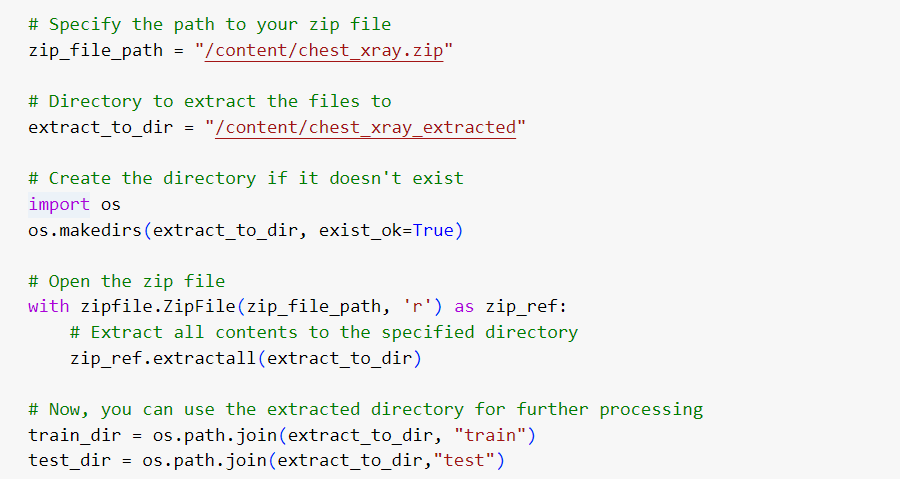 # Specify the path to your zip file
zip_file_path = "/content/chest_xray.zip"

# Directory to extract the files to
extract_to_dir = "/content/chest_xray_extracted"

# Create the directory if it doesn't exist
import os
os.makedirs(extract_to_dir, exist_ok=True)

# Open the zip file
with zipfile.ZipFile(zip_file_path, 'r') as zip_ref:
    # Extract all contents to the specified directory
    zip_ref.extractall(extract_to_dir)

# Now, you can use the extracted directory for further processing
train_dir = os.path.join(extract_to_dir, "train")
test_dir = os.path.join(extract_to_dir,"test")